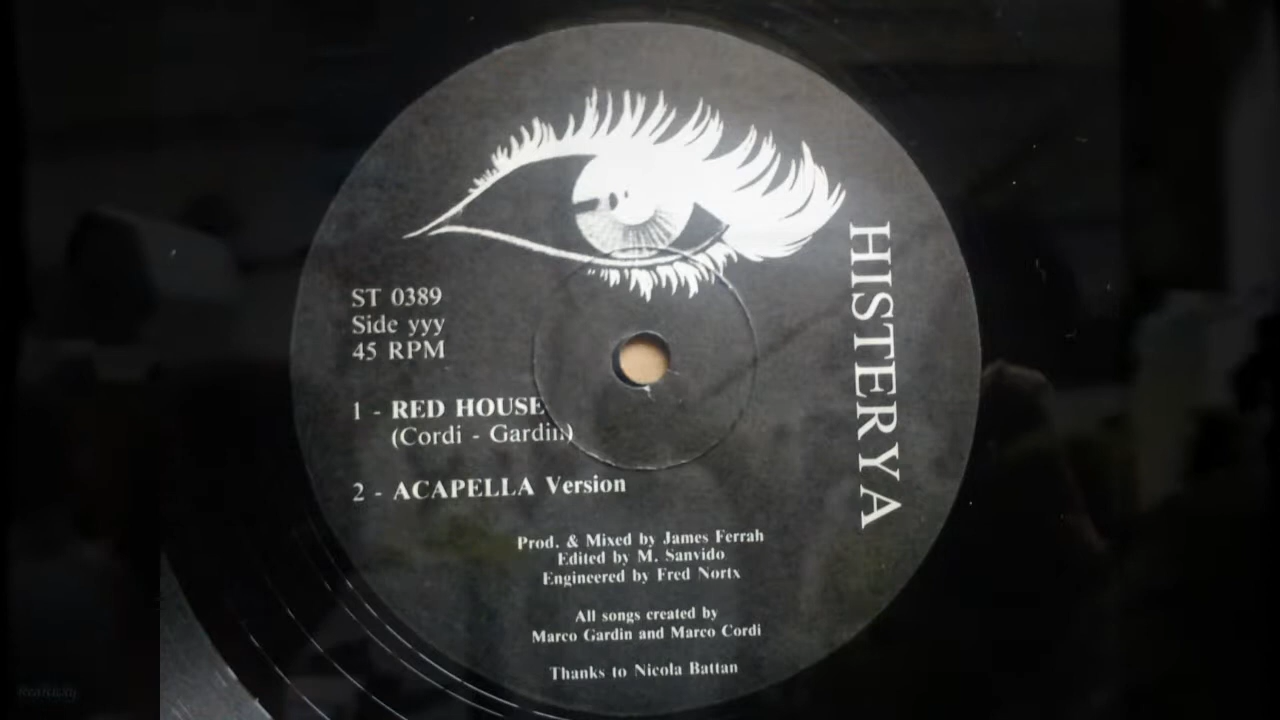 HISTERYA
ST 0389
Side yyy
45 RPM
1 - RED HOUSE
(Cordi - Gardin)
2 - ACAPELLA Version
Prod. & Mixed by James Ferrah
Edited by M. Sanvido
Engineered by Fred Nortx
All songs created by
Marco Gardin and Marco Cordi
Thanks to Nicola Battan